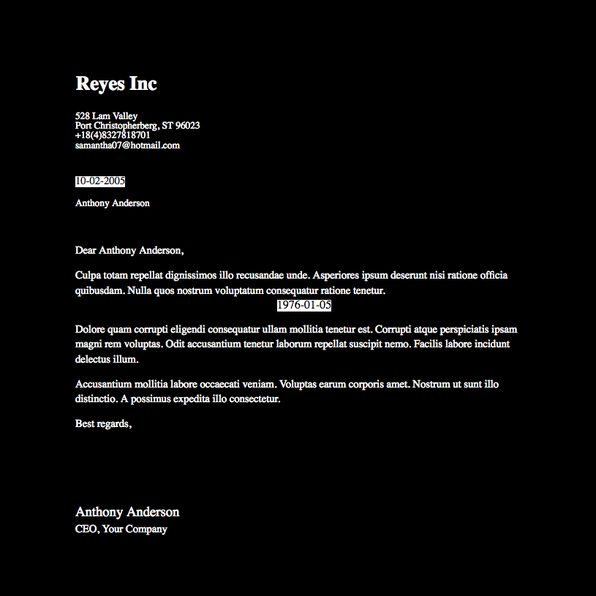 Reyes Inc
528 Lam Valley
Port Christopherberg, ST 96023
+18(4)8327818701
samantha07@hotmail.com
10-02-2005
Anthony Anderson
Dear Anthony Anderson,
Culpa totam repellat dignissimos illo recusandae unde. Asperiores ipsum deserunt nisi ratione officia
quibusdam. Nulla quos nostrum voluptatum consequatur ratione tenetur.
1976-01-05
Dolore quam corrupti eligendi consequatur ullam mollitia tenetur est. Corrupti atque perspiciatis ipsam
magni rem voluptas. Odit accusantium tenetur laborum repellat suscipit nemo. Facilis labore incidunt
delectus illum.
Accusantium mollitia labore occaecati veniam. Voluptas earum corporis amet. Nostrum ut sunt illo
distinctio. A possimus expedita illo consectetur.
Best regards,
Anthony Anderson
CEO, Your Company